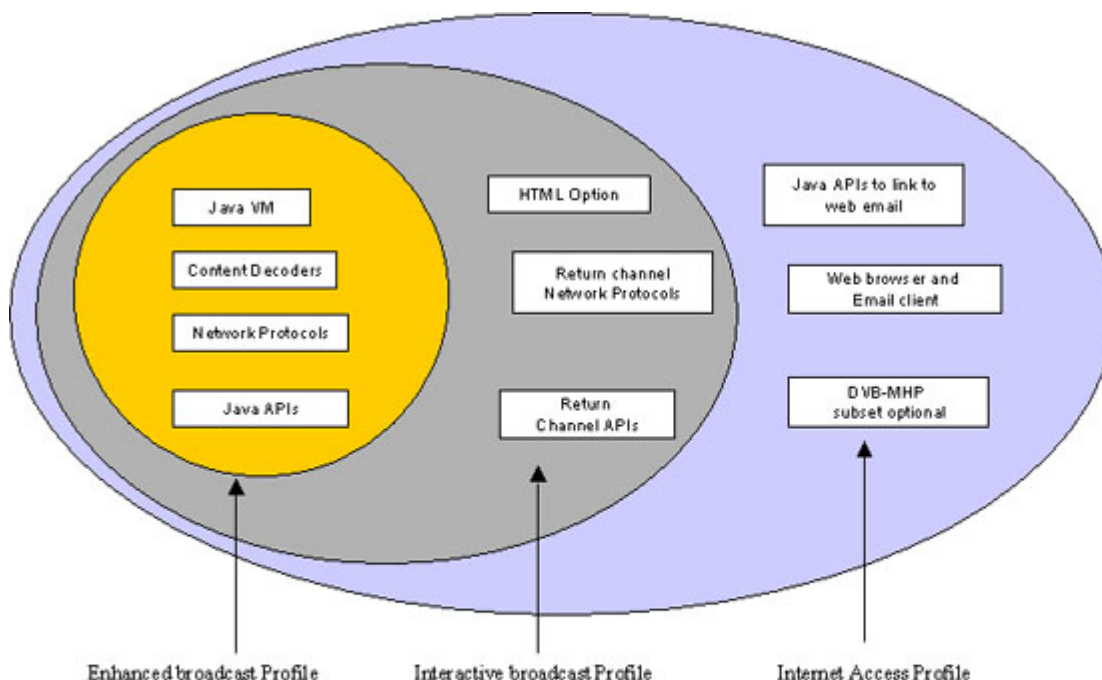 Java VM
Content Decoders
Network Protocols
Java APIs
HTML Option
Return channel
Network Protocols
Return
Channel APIs
Java APIs to link to
web email
Web browser and
Email client
DVB-MHP
subset optional
Enhanced broadcast Profile
Interactive broadcast Profile
Internet Access Profile